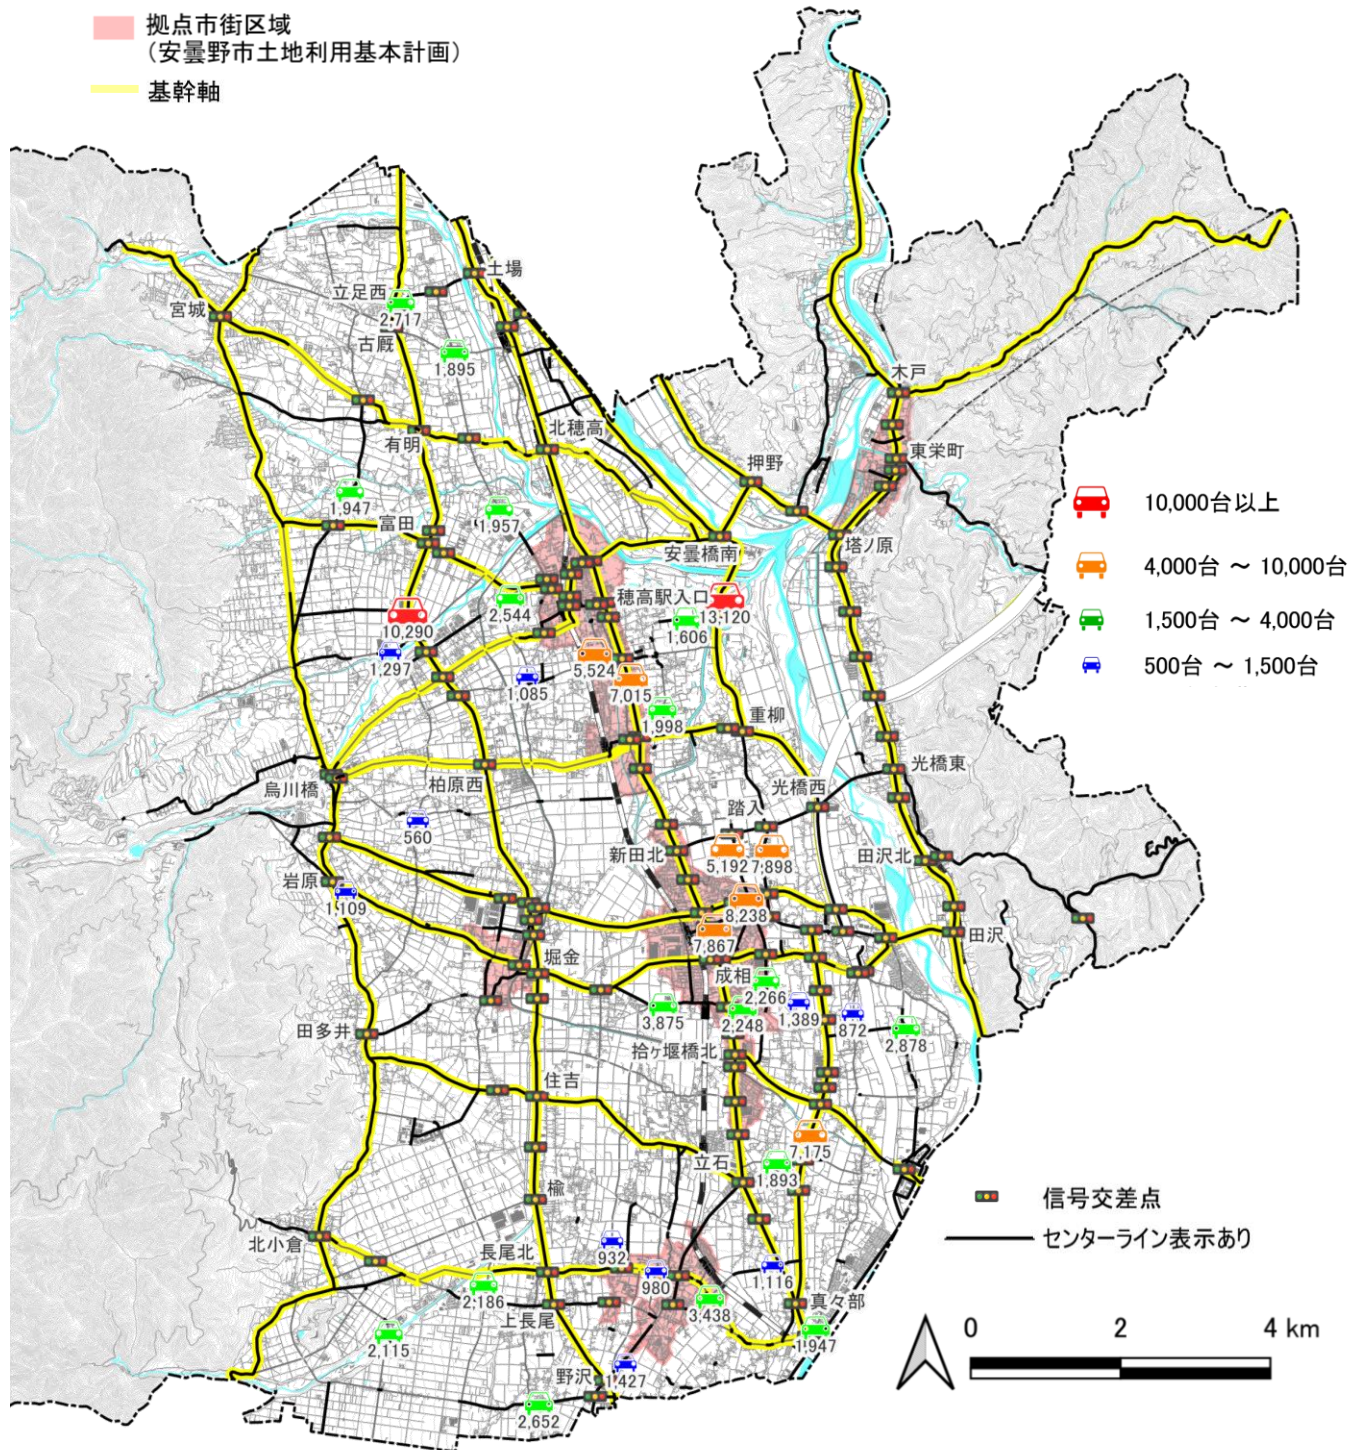 拠点市街区域
（安曇野市土地利用基本計画）
基幹軸
土場
立足西
宮城
2,717
古厩
1,895
木戸
北穂高
有明
東栄町
押野
1,947
1,957
富田
安曇橋南
塔ノ原
10,000台以上
4,000台 ～ 10,000台
1,500台 ～ 4,000台
500台 ～ 1,500台
穂高駅入口
2,544
13,120
10,290
1,606
1,297
5,524
1,085
7,015
1,998
重柳
烏川橋
柏原西
光橋西
光橋東
踏入
560
新田北
5,192
7,898
田沢北
岩原
1,109
8,238
7,867
田沢
堀金
成相
2,266
3,875
2,248
1,389
872
2,878
田多井
拾ヶ堰橋北
住吉
7,175
立石
1,893
楡
信号交差点
センターライン表示あり
北小倉
長尾北
932
980
1,116
2,186
3,438
真々部
上長尾
2,115
1,947
野沢
1,427
2,652
0
2
4 km